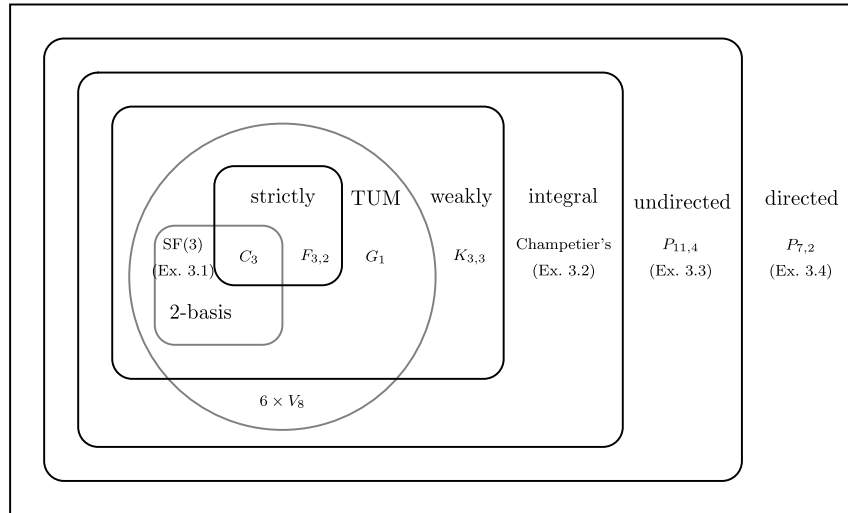 strictly TUM weakly integral undirected directed
SF(3) C₃ F₃,₂ G₁ K₃,₃ Champetier's P₁₁,₄ P₇,₂
(Ex. 3.1) (Ex. 3.2) (Ex. 3.3) (Ex. 3.4)
2-basis
6 × V₈